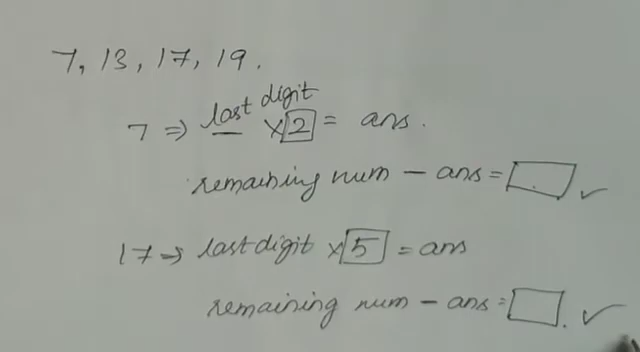 7, 13, 17, 19.
7 ⇒ last digit × 2 = ans.
remaining num - ans = ☐ ✓
17 → last digit × 5 = ans
remaining num - ans = ☐. ✓